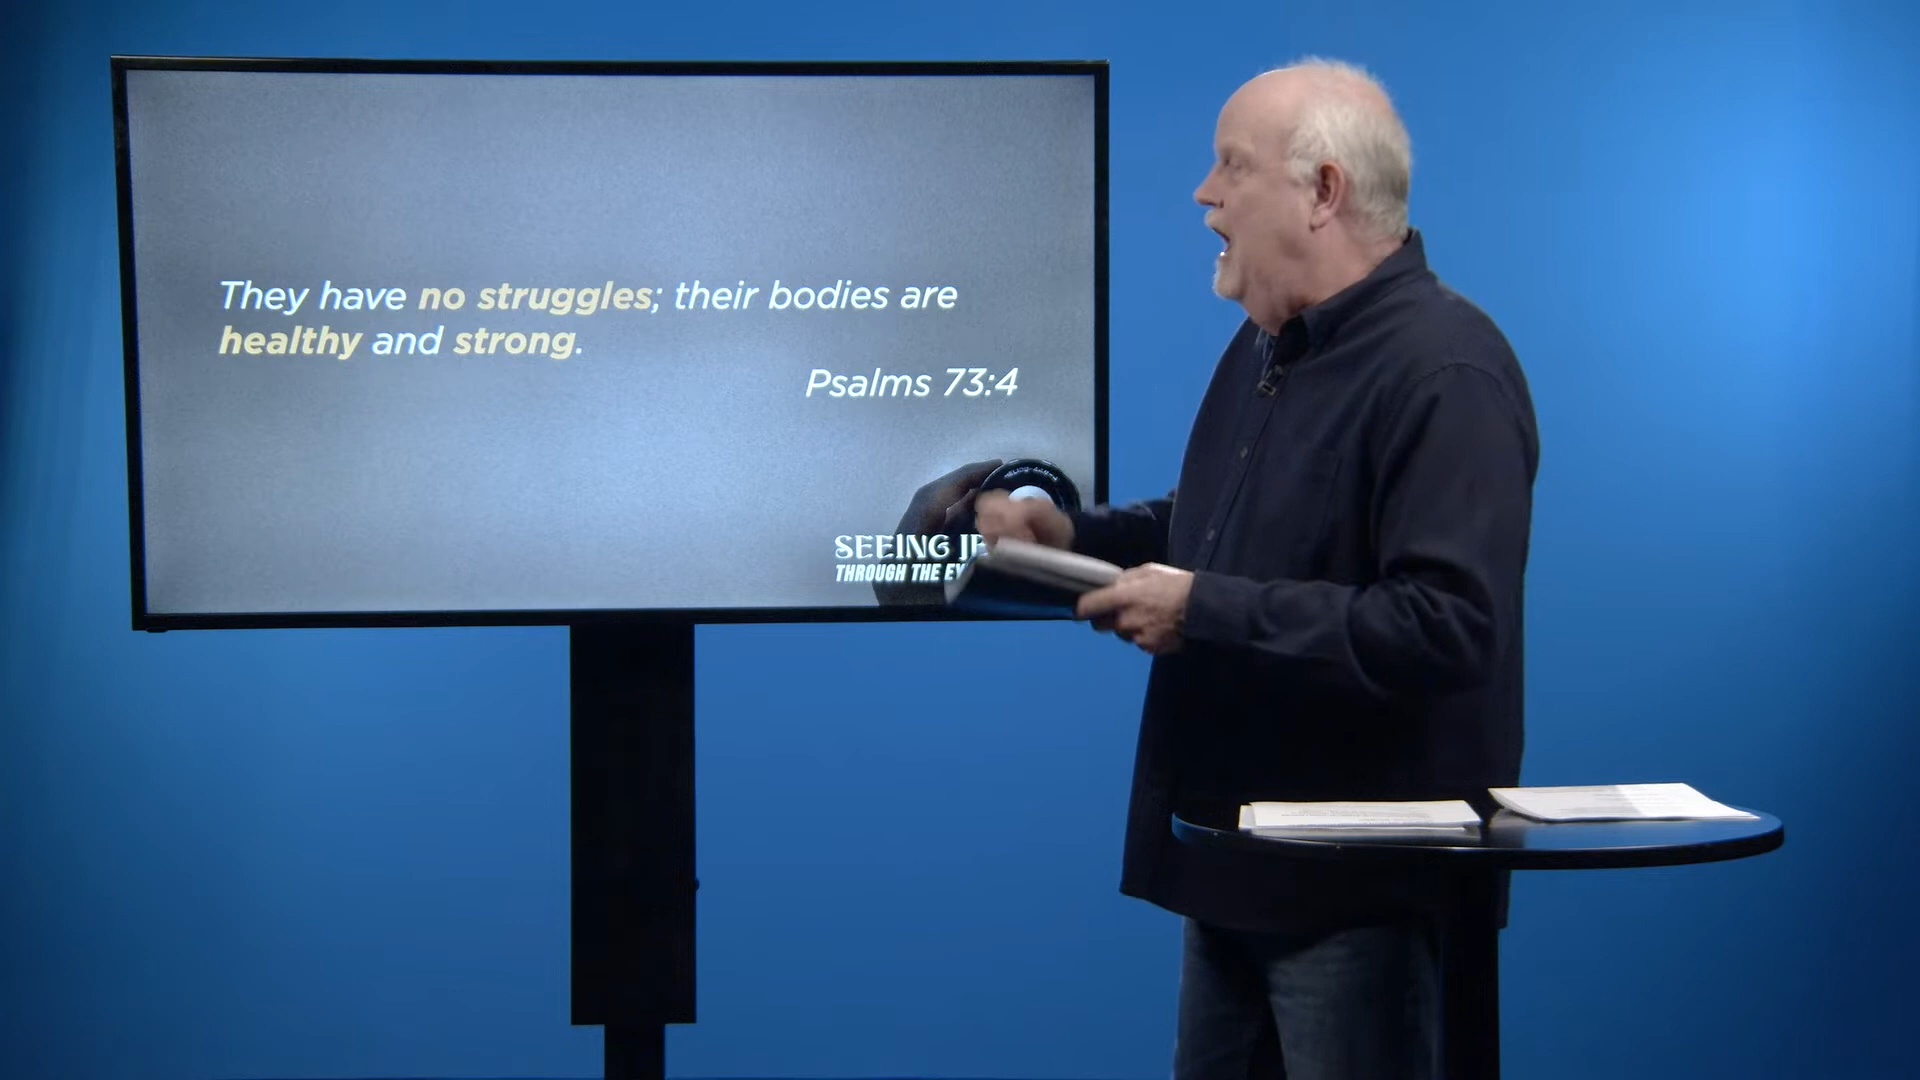 They have no struggles; their bodies are
healthy and strong.
Psalms 73:4
SEEING
THROUGH THE